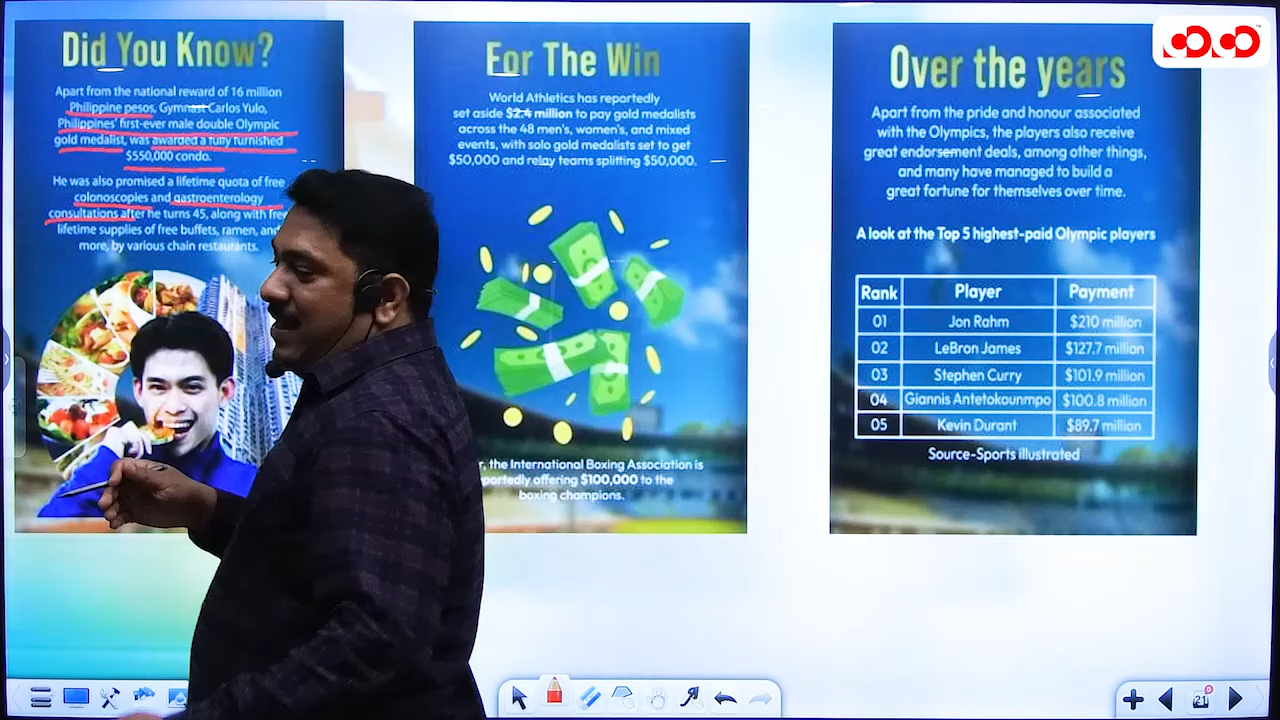 Did You Know?
Apart from the national reward of 16 million
Philippine pesos, Gymnast Carlos Yulo,
Philippines' first-ever male double Olympic
gold medalist, was awarded a fully furnished
$550,000 condo.
He was also promised a lifetime quota of free
colonoscopies and gastroenterology
consultations after he turns 45, along with free
lifetime supplies of free buffets, ramen, and
more, by various chain restaurants.
For The Win
World Athletics has reportedly
set aside $2.4 million to pay gold medalists
across the 48 men's, women's, and mixed
events, with solo gold medalists set to get
$50,000 and relay teams splitting $50,000.
the International Boxing Association is
offering $100,000 to the
boxing champions.
Over the years
Apart from the pride and honour associated
with the Olympics, the players also receive
great endorsement deals, among other things,
and many have managed to build a
great fortune for themselves over time.
A look at the Top 5 highest-paid Olympic players
Rank Player Payment
01 Jon Rahm $210 million
02 LeBron James $127.7 million
03 Stephen Curry $101.9 million
04 Giannis Antetokounmpo $100.8 million
05 Kevin Durant $89.7 million
Source-Sports illustrated
21